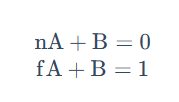 nA + B = 0
fA + B = 1